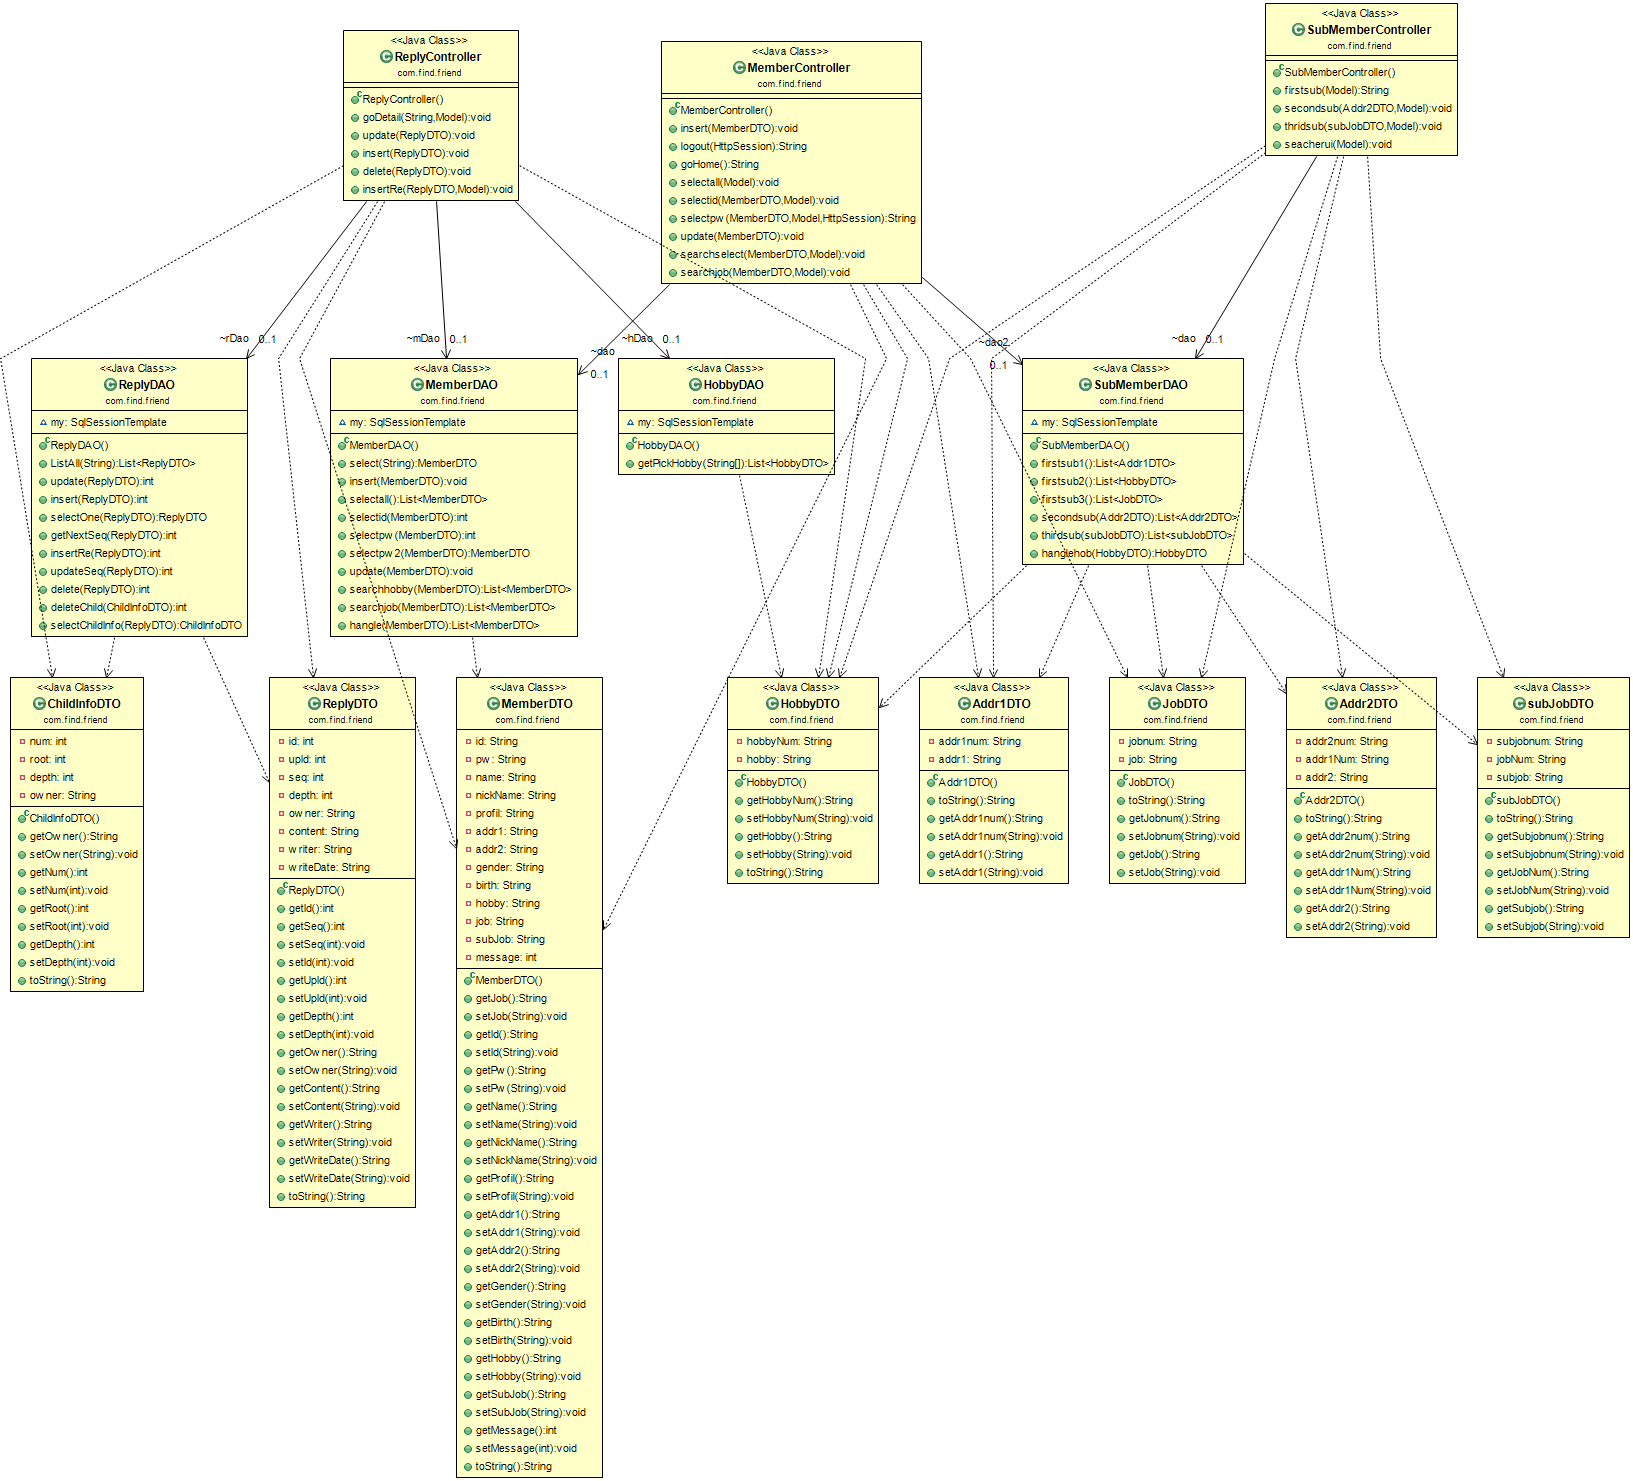 <<Java Class>>
ReplyController
com.find.friend
ReplyController()
goDetail(String,Model):void
update(ReplyDTO):void
insert(ReplyDTO):void
delete(ReplyDTO):void
insertRe(ReplyDTO,Model):void
<<Java Class>>
MemberController
com.find.friend
MemberController()
insert(MemberDTO):void
logout(HttpSession):String
goHome():String
selectall(Model):void
selectid(MemberDTO,Model):void
selectpw(MemberDTO,Model,HttpSession):String
update(MemberDTO):void
searchselect(MemberDTO,Model):void
searchjob(MemberDTO,Model):void
<<Java Class>>
SubMemberController
com.find.friend
SubMemberController()
firstsub(Model):String
secondsub(Addr2DTO,Model):void
thridsub(subJobDTO,Model):void
seacherui(Model):void
~rDao 0..1
~mDao 0..1
~dao
0..1
~hDao 0..1
~dao2
0..1
~dao 0..1
<<Java Class>>
ReplyDAO
com.find.friend
my: SqlSessionTemplate
ReplyDAO()
ListAll(String):List<ReplyDTO>
update(ReplyDTO):int
insert(ReplyDTO):int
selectOne(ReplyDTO):ReplyDTO
getNextSeq(ReplyDTO):int
insertRe(ReplyDTO):int
updateSeq(ReplyDTO):int
delete(ReplyDTO):int
deleteChild(ChildInfoDTO):int
selectChildInfo(ReplyDTO):ChildInfoDTO
<<Java Class>>
MemberDAO
com.find.friend
my: SqlSessionTemplate
MemberDAO()
select(String):MemberDTO
insert(MemberDTO):void
selectall():List<MemberDTO>
selectid(MemberDTO):int
selectpw(MemberDTO):int
selectpw2(MemberDTO):MemberDTO
update(MemberDTO):void
searchhobby(MemberDTO):List<MemberDTO>
searchjob(MemberDTO):List<MemberDTO>
hangle(MemberDTO):List<MemberDTO>
<<Java Class>>
HobbyDAO
com.find.friend
my: SqlSessionTemplate
HobbyDAO()
getPickHobby(String[]):List<HobbyDTO>
<<Java Class>>
SubMemberDAO
com.find.friend
my: SqlSessionTemplate
SubMemberDAO()
firstsub1():List<Addr1DTO>
firstsub2():List<HobbyDTO>
firstsub3():List<JobDTO>
secondsub(Addr2DTO):List<Addr2DTO>
thirdsub(subJobDTO):List<subJobDTO>
hanglehob(HobbyDTO):HobbyDTO
<<Java Class>>
ChildInfoDTO
com.find.friend
num: int
root: int
depth: int
owner: String
ChildInfoDTO()
getOwner():String
setOwner(String):void
getNum():int
setNum(int):void
getRoot():int
setRoot(int):void
getDepth():int
setDepth(int):void
toString():String
<<Java Class>>
ReplyDTO
com.find.friend
id: int
upId: int
seq: int
depth: int
owner: String
content: String
writer: String
writeDate: String
ReplyDTO()
getId():int
getSeq():int
setSeq(int):void
setId(int):void
getUpId():int
setUpId(int):void
getDepth():int
setDepth(int):void
getOwner():String
setOwner(String):void
getContent():String
setContent(String):void
getWriter():String
setWriter(String):void
getWriteDate():String
setWriteDate(String):void
toString():String
<<Java Class>>
MemberDTO
com.find.friend
id: String
pw: String
name: String
nickName: String
profil: String
addr1: String
addr2: String
gender: String
birth: String
hobby: String
job: String
subJob: String
message: int
MemberDTO()
getJob():String
setJob(String):void
getId():String
setId(String):void
getPw():String
setPw(String):void
getName():String
setName(String):void
getNickName():String
setNickName(String):void
getProfil():String
setProfil(String):void
getAddr1():String
setAddr1(String):void
getAddr2():String
setAddr2(String):void
getGender():String
setGender(String):void
getBirth():String
setBirth(String):void
getHobby():String
setHobby(String):void
getSubJob():String
setSubJob(String):void
getMessage():int
setMessage(int):void
toString():String
<<Java Class>>
HobbyDTO
com.find.friend
hobbyNum: String
hobby: String
HobbyDTO()
getHobbyNum():String
setHobbyNum(String):void
getHobby():String
setHobby(String):void
toString():String
<<Java Class>>
Addr1DTO
com.find.friend
addr1num: String
addr1: String
Addr1DTO()
toString():String
getAddr1num():String
setAddr1num(String):void
getAddr1():String
setAddr1(String):void
<<Java Class>>
JobDTO
com.find.friend
jobnum: String
job: String
JobDTO()
toString():String
getJobnum():String
setJobnum(String):void
getJob():String
setJob(String):void
<<Java Class>>
Addr2DTO
com.find.friend
addr2num: String
addr1Num: String
addr2: String
Addr2DTO()
toString():String
getAddr2num():String
setAddr2num(String):void
getAddr1Num():String
setAddr1Num(String):void
getAddr2():String
setAddr2(String):void
<<Java Class>>
subJobDTO
com.find.friend
subjobnum: String
jobNum: String
subjob: String
subJobDTO()
toString():String
getSubjobnum():String
setSubjobnum(String):void
getJobNum():String
setJobNum(String):void
getSubjob():String
setSubjob(String):void